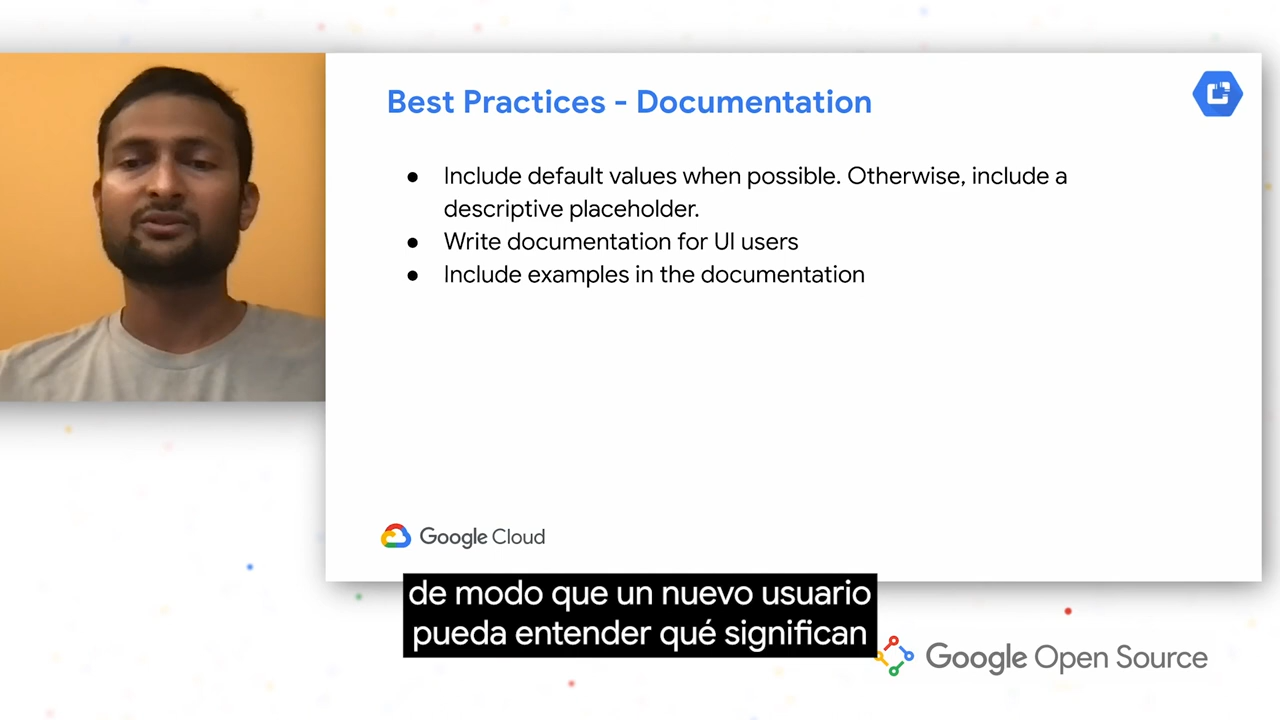 Best Practices - Documentation
● Include default values when possible. Otherwise, include a
descriptive placeholder.
● Write documentation for UI users
● Include examples in the documentation
Google Cloud
de modo que un nuevo usuario
pueda entender qué significan
Google Open Source